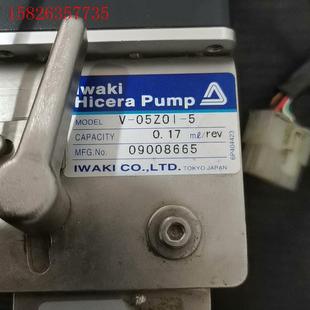 15826357735
Iwaki
Hicera Pump
MODEL V-05Z01-5
CAPACITY 0.17 mℓ/rev
MFG.No. 09008665
IWAKI CO.,LTD. TOKYO JAPAN
6P404423